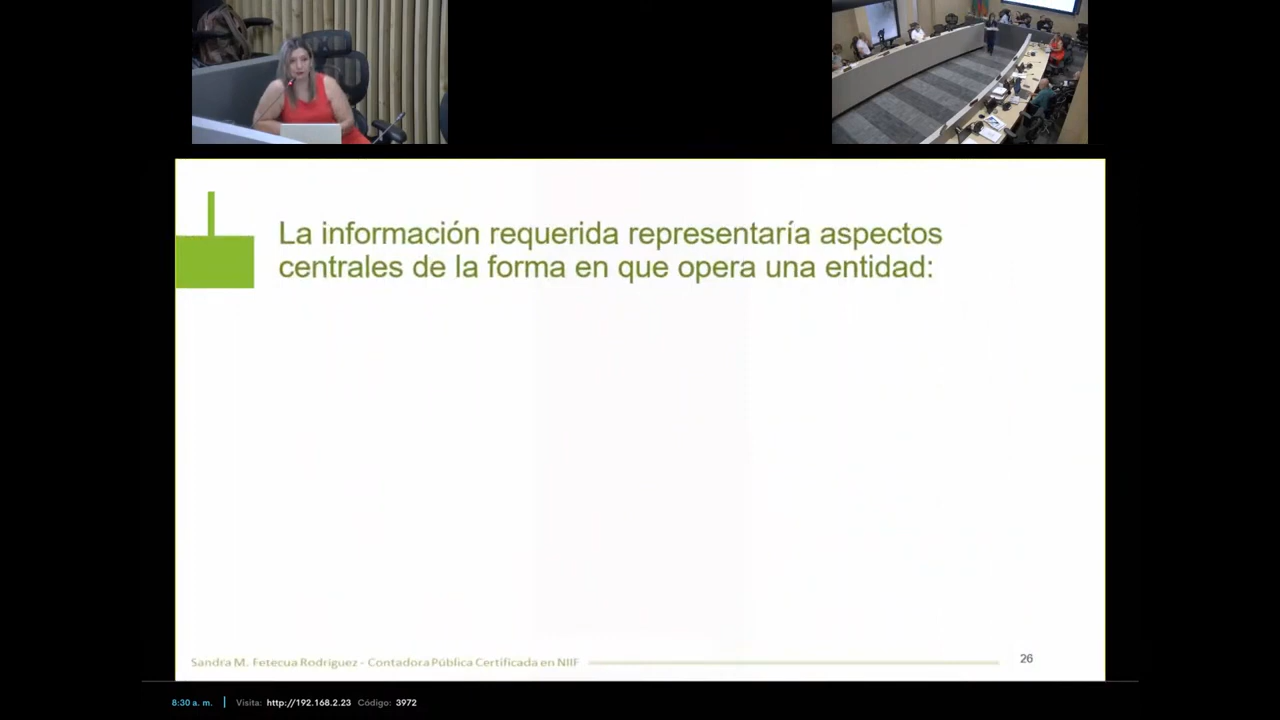 La información requerida representaría aspectos
centrales de la forma en que opera una entidad:
Sandra M. Fetecua Rodriguez - Contadora Pública Certificada en NIIF
26
8:30 a. m. | Visita: http://192.168.2.23 Código: 3972